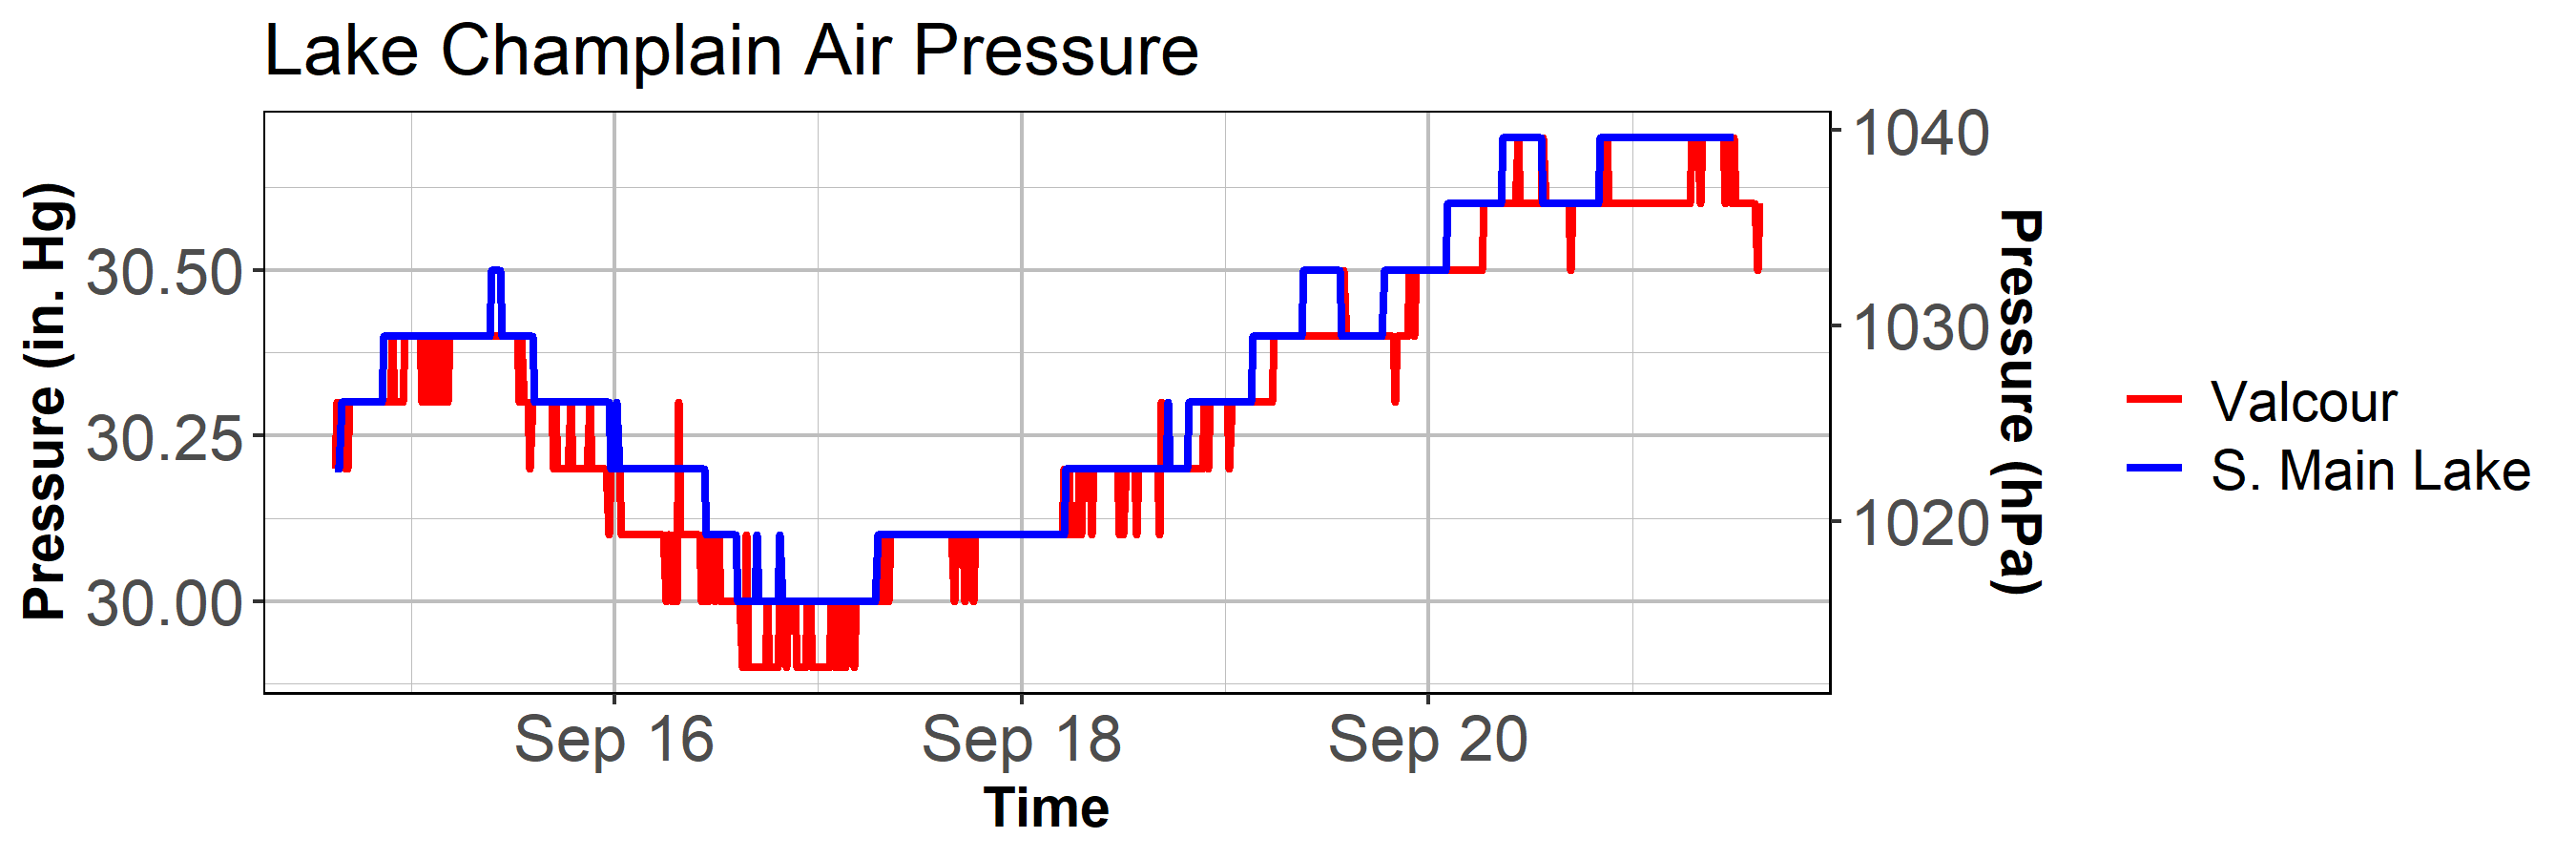 Lake Champlain Air Pressure
Pressure (in. Hg)
30.50
30.25
30.00
1040
1030
1020
Pressure (hPa)
Sep 16
Sep 18
Sep 20
Time
Valcour
S. Main Lake